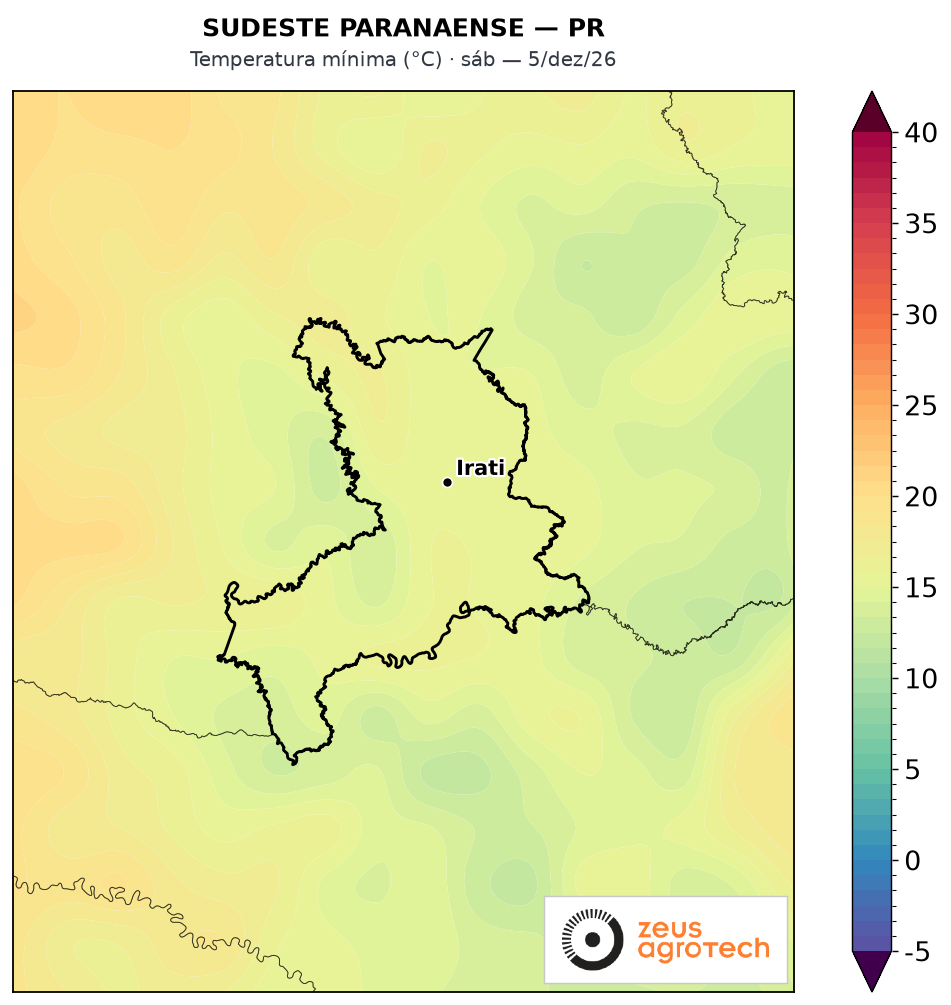 SUDESTE PARANAENSE — PR
Temperatura mínima (°C) · sáb — 5/dez/26
40
35
30
25
20
15
10
5
0
-5
Irati
zeus
agrotech